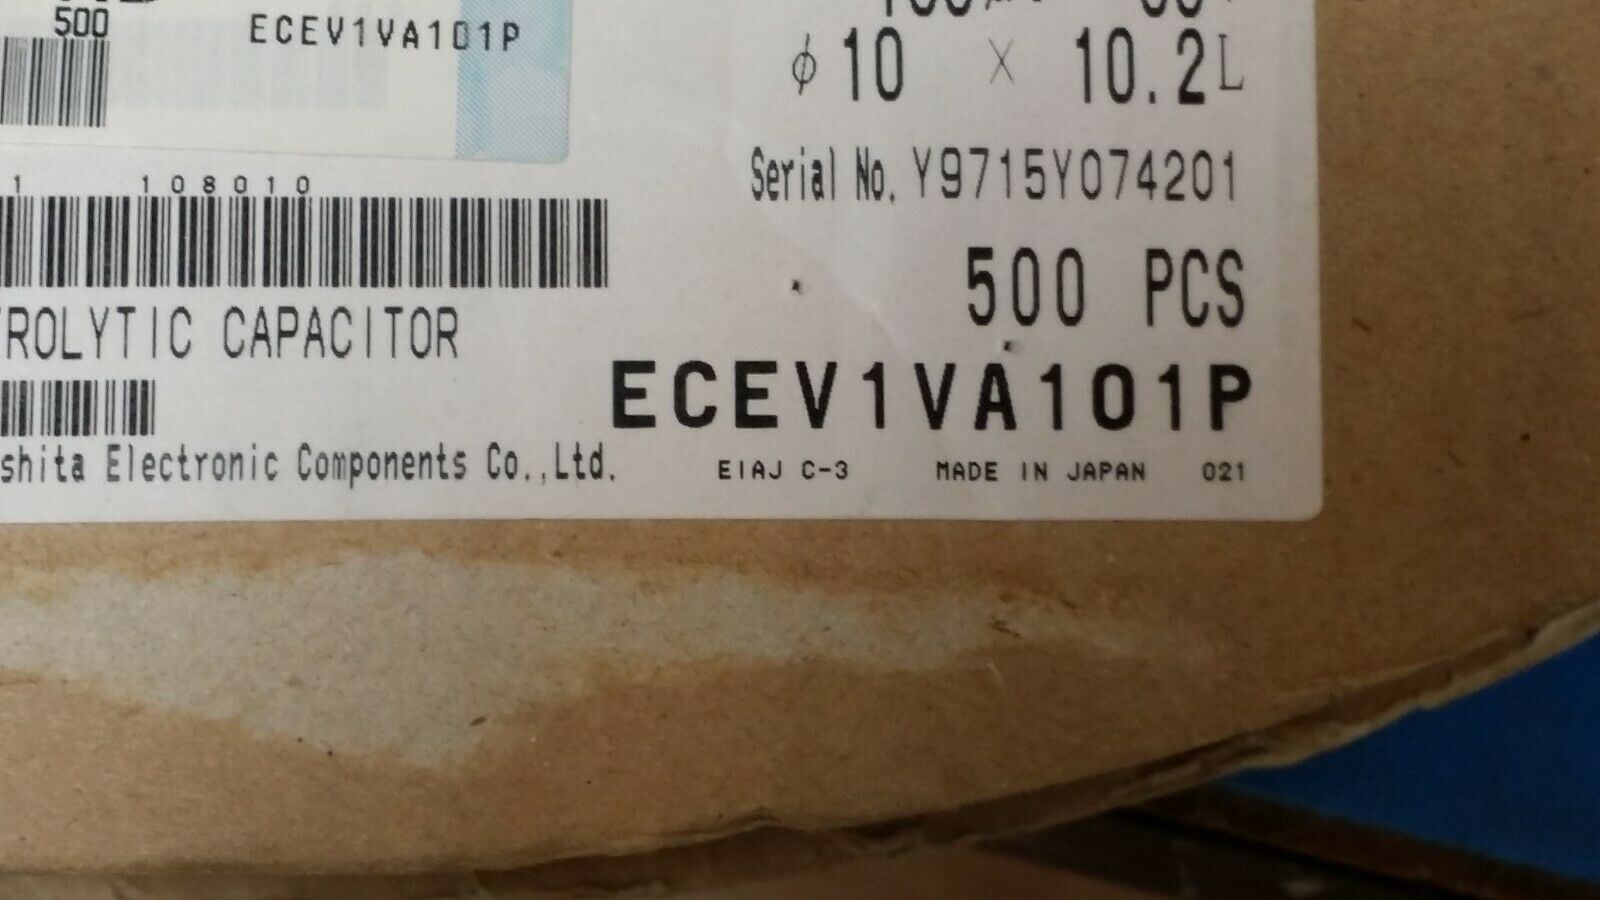 500 ECEV1VA101P
φ10 × 10.2L
Serial No. Y9715Y074201
1 108010
500 PCS
ROLYTIC CAPACITOR
ECEV1VA101P
shita Electronic Components Co.,Ltd.
EIAJ C-3 MADE IN JAPAN 021